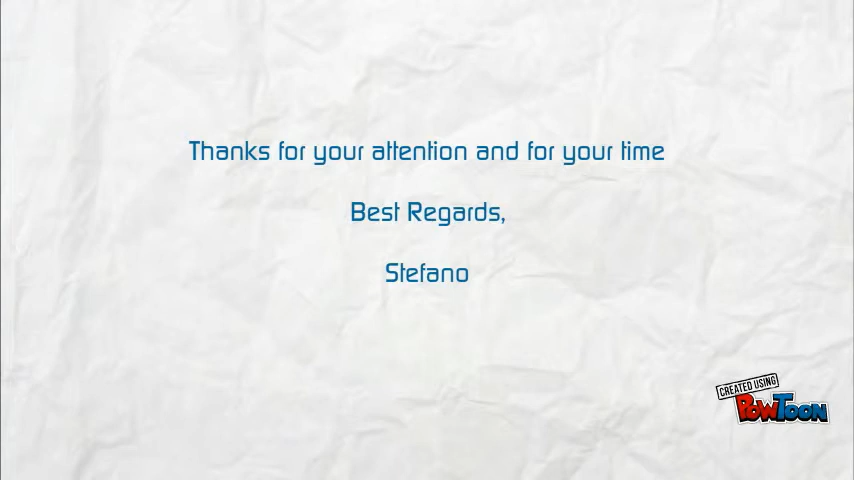 Thanks for your attention and for your time
Best Regards,
Stefano
CREATED USING
POWTOON